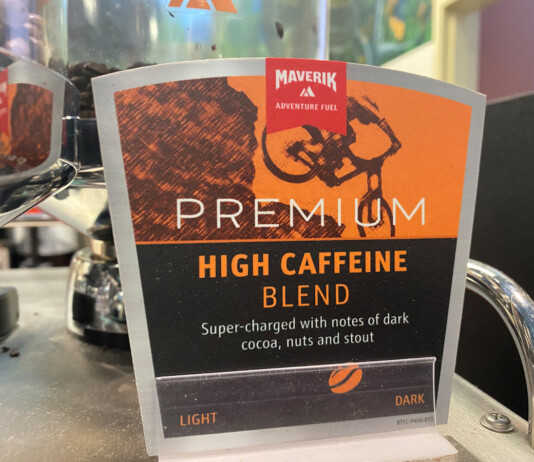 MAVERIK
ADVENTURE FUEL
PREMIUM
HIGH CAFFEINE
BLEND
Super-charged with notes of dark
cocoa, nuts and stout
LIGHT
DARK